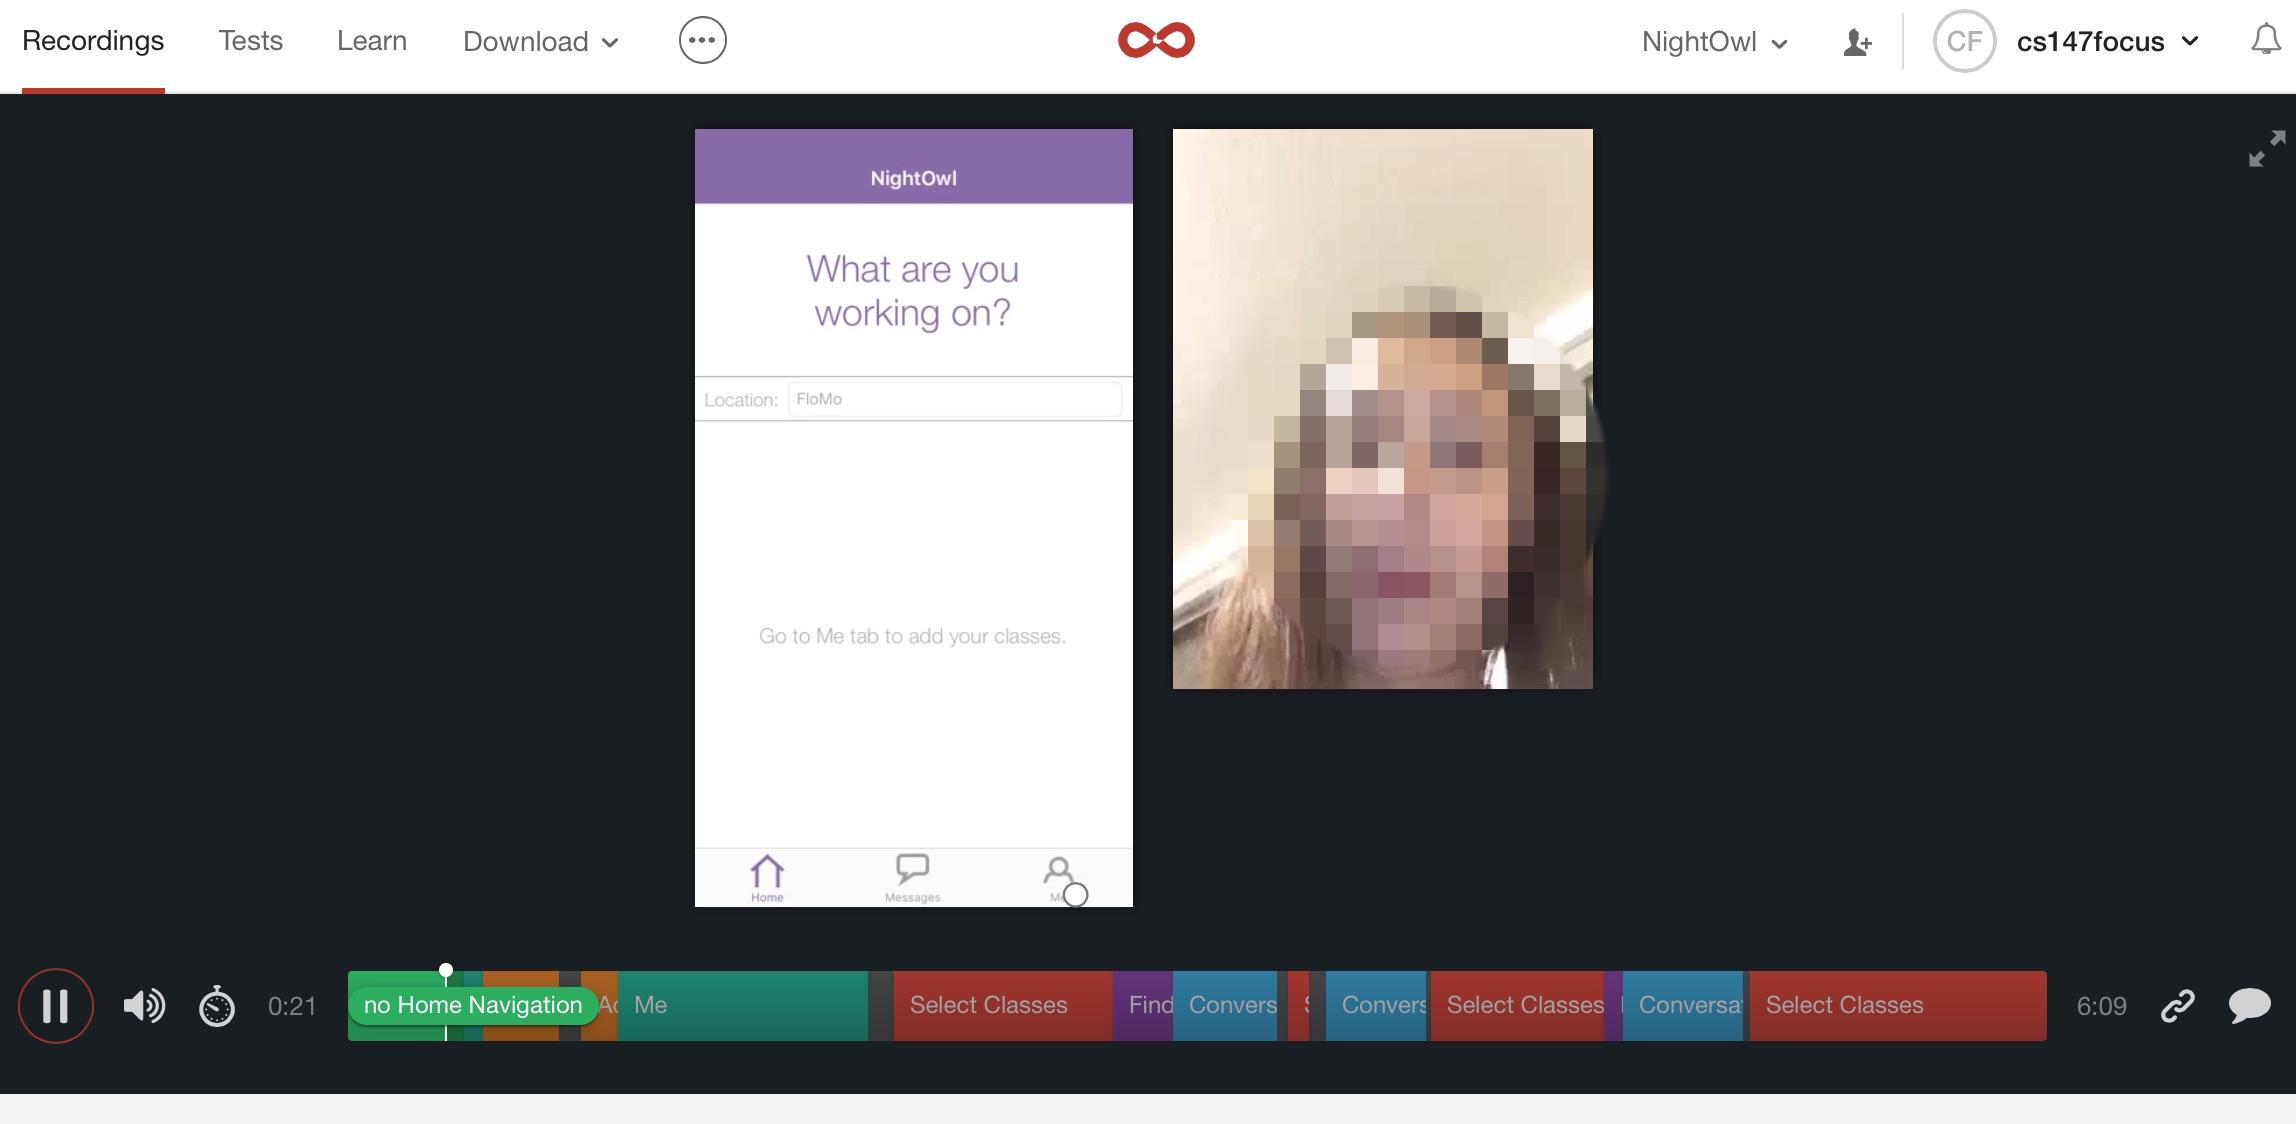 Recordings Tests Learn Download NightOwl CF cs147focus
NightOwl
What are you
working on?
Location: FloMo
Go to Me tab to add your classes.
Home Messages
0:21 no Home Navigation Me Select Classes Find Convers Convers Select Classes Conversa Select Classes 6:09